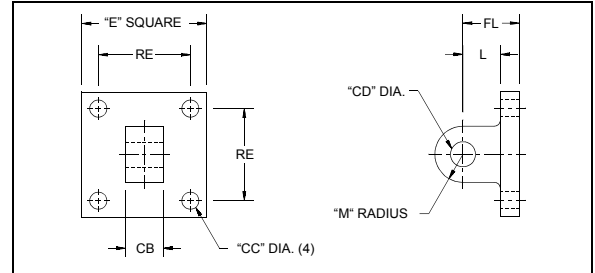 “E” SQUARE
RE
FL
L
“CD” DIA.
RE
“M“ RADIUS
CB
“CC” DIA. (4)